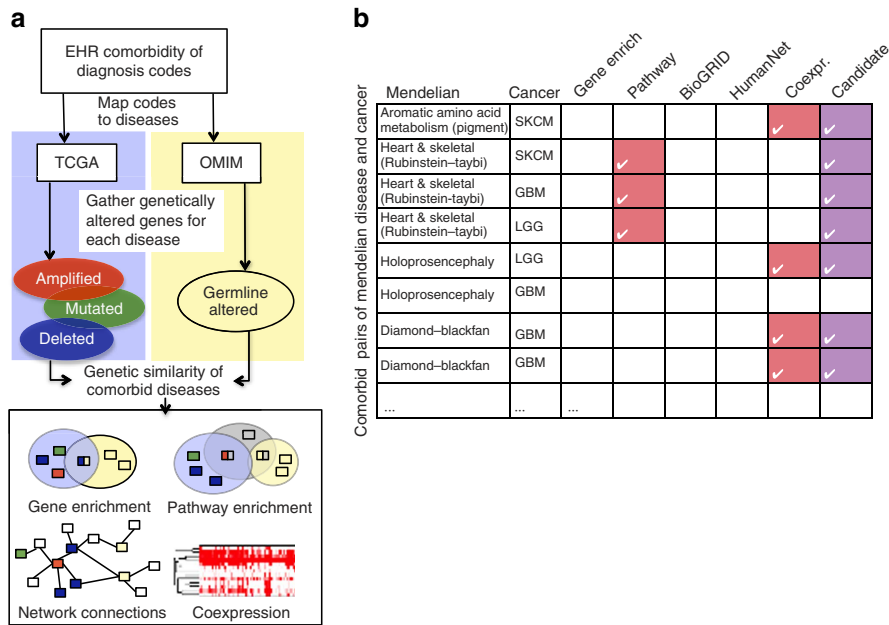 a
EHR comorbidity of
diagnosis codes
Map codes
to diseases
TCGA
OMIM
Gather genetically
altered genes for
each disease
Amplified
Mutated
Deleted
Germline
altered
Genetic similarity of
comorbid diseases
Gene enrichment
Pathway enrichment
Network connections
Coexpression
b
Comorbid pairs of mendelian disease and cancer
Mendelian Cancer Gene enrich Pathway BioGRID HumanNet Coexpr. Candidate
Aromatic amino acid
metabolism (pigment) SKCM ✓ ✓
Heart & skeletal
(Rubinstein–taybi) SKCM ✓ ✓
Heart & skeletal
(Rubinstein-taybi) GBM ✓ ✓
Heart & skeletal
(Rubinstein–taybi) LGG ✓ ✓
Holoprosencephaly LGG ✓ ✓
Holoprosencephaly GBM
Diamond–blackfan GBM ✓ ✓
Diamond–blackfan GBM ✓ ✓
... ... ...